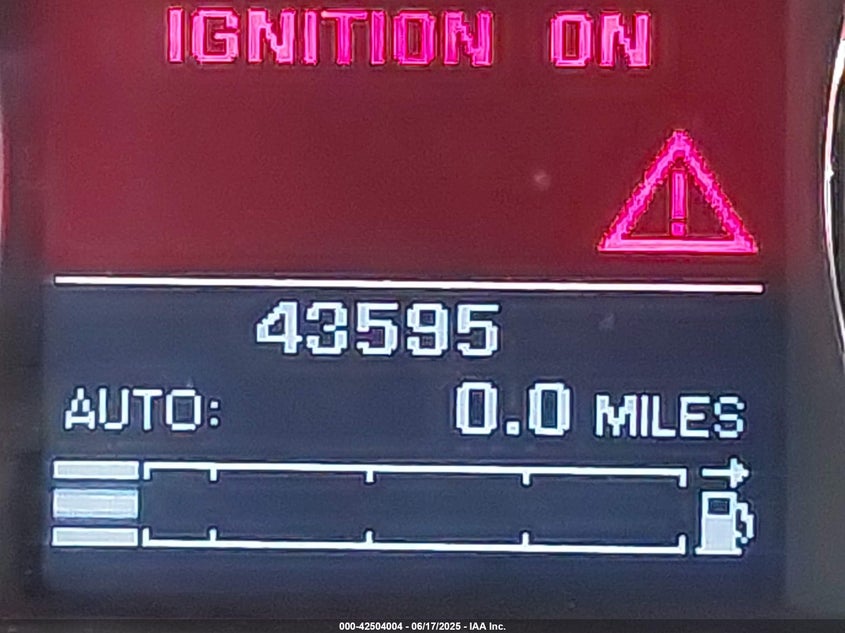 IGNITION ON
43595
AUTO: 0.0 MILES
000-42504004 - 06/17/2025 - IAA Inc.